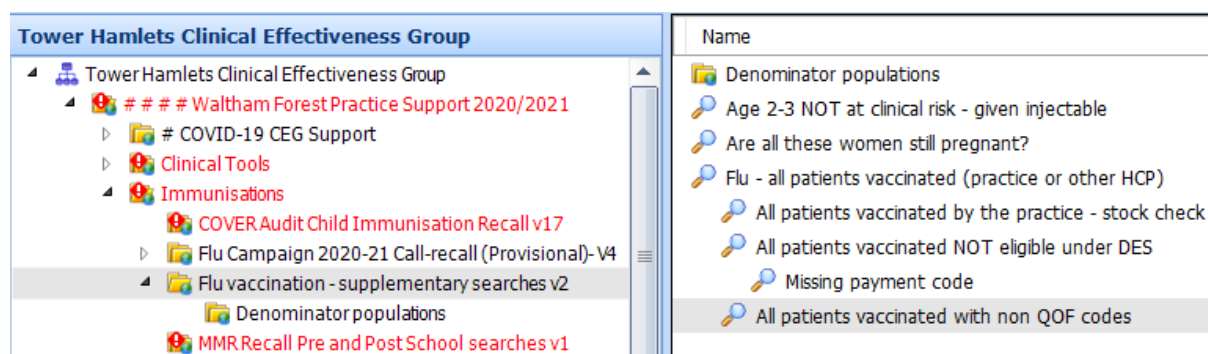 Tower Hamlets Clinical Effectiveness Group
Tower Hamlets Clinical Effectiveness Group
# # # # Waltham Forest Practice Support 2020/2021
# COVID-19 CEG Support
Clinical Tools
Immunisations
COVER Audit Child Immunisation Recall v17
Flu Campaign 2020-21 Call-recall (Provisional)- V4
Flu vaccination - supplementary searches v2
Denominator populations
MMR Recall Pre and Post School searches v1
Name
Denominator populations
Age 2-3 NOT at clinical risk - given injectable
Are all these women still pregnant?
Flu - all patients vaccinated (practice or other HCP)
All patients vaccinated by the practice - stock check
All patients vaccinated NOT eligible under DES
Missing payment code
All patients vaccinated with non QOF codes